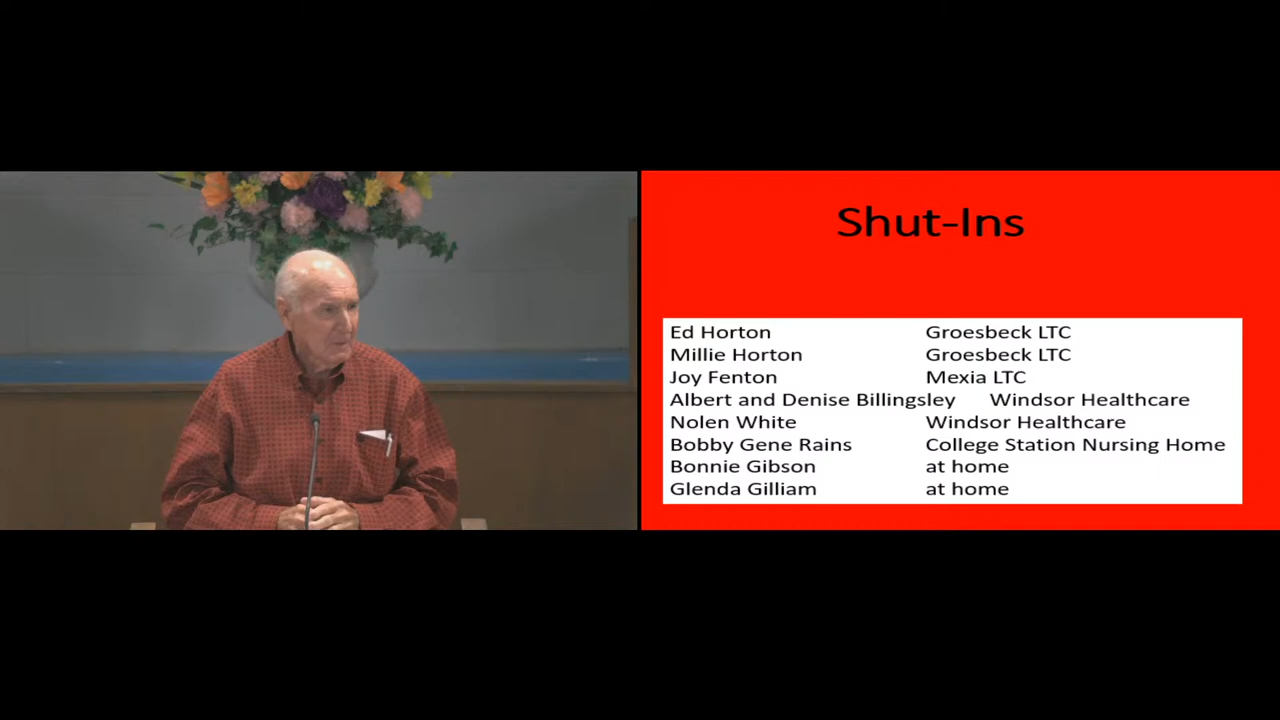 Shut-Ins
Ed Horton Groesbeck LTC
Millie Horton Groesbeck LTC
Joy Fenton Mexia LTC
Albert and Denise Billingsley Windsor Healthcare
Nolen White Windsor Healthcare
Bobby Gene Rains College Station Nursing Home
Bonnie Gibson at home
Glenda Gilliam at home